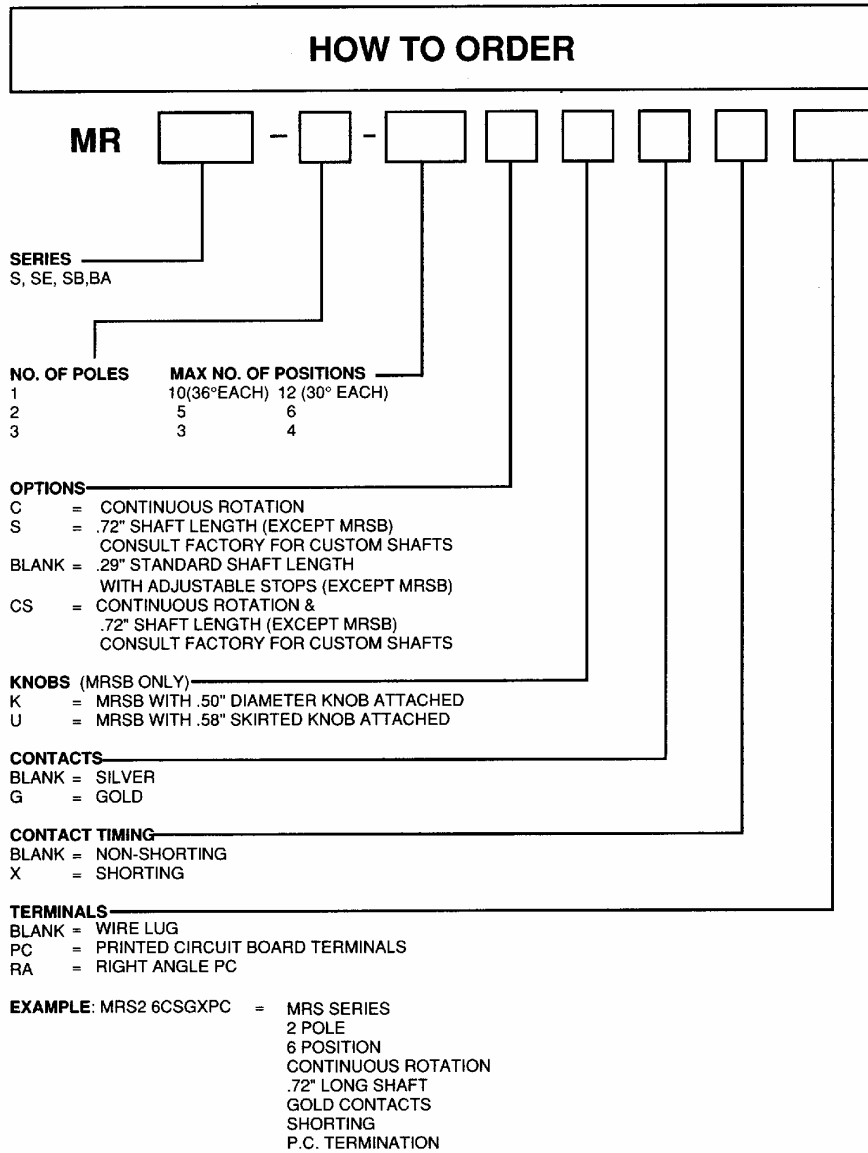 HOW TO ORDER
MR - -
SERIES
S, SE, SB,BA
NO. OF POLES MAX NO. OF POSITIONS
1 10(36°EACH) 12 (30° EACH)
2 5 6
3 3 4
OPTIONS
C = CONTINUOUS ROTATION
S = .72" SHAFT LENGTH (EXCEPT MRSB)
CONSULT FACTORY FOR CUSTOM SHAFTS
BLANK = .29" STANDARD SHAFT LENGTH
WITH ADJUSTABLE STOPS (EXCEPT MRSB)
CS = CONTINUOUS ROTATION &
.72" SHAFT LENGTH (EXCEPT MRSB)
CONSULT FACTORY FOR CUSTOM SHAFTS
KNOBS (MRSB ONLY)
K = MRSB WITH .50" DIAMETER KNOB ATTACHED
U = MRSB WITH .58" SKIRTED KNOB ATTACHED
CONTACTS
BLANK = SILVER
G = GOLD
CONTACT TIMING
BLANK = NON-SHORTING
X = SHORTING
TERMINALS
BLANK = WIRE LUG
PC = PRINTED CIRCUIT BOARD TERMINALS
RA = RIGHT ANGLE PC
EXAMPLE: MRS2 6CSGXPC = MRS SERIES
2 POLE
6 POSITION
CONTINUOUS ROTATION
.72" LONG SHAFT
GOLD CONTACTS
SHORTING
P.C. TERMINATION